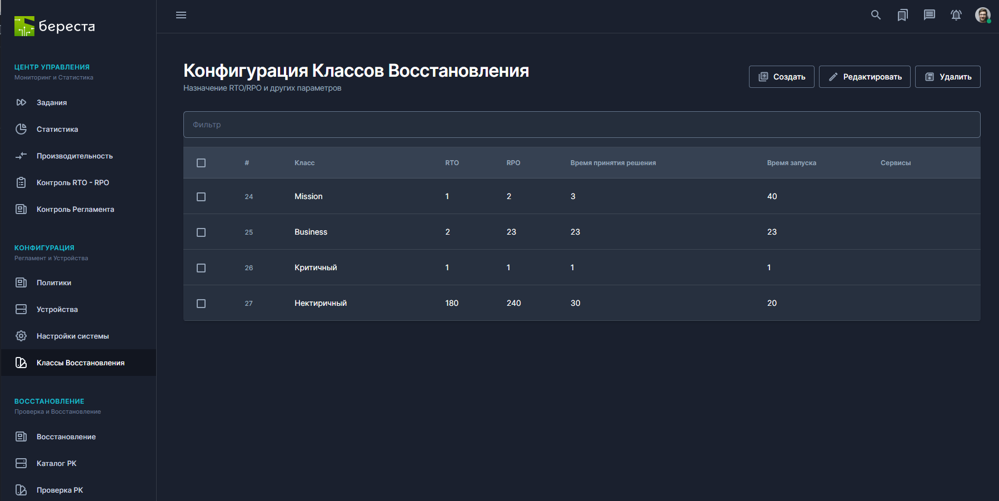 береста
ЦЕНТР УПРАВЛЕНИЯ
Мониторинг и Статистика
Задания
Статистика
Производительность
Контроль RTO - RPO
Контроль Регламента
КОНФИГУРАЦИЯ
Регламент и Устройства
Политики
Устройства
Настройки системы
Классы Восстановления
ВОССТАНОВЛЕНИЕ
Проверка и Восстановление
Восстановление
Каталог РК
Проверка РК
Конфигурация Классов Восстановления
Назначение RTO/RPO и других параметров
Создать Редактировать Удалить
Фильтр
# Класс RTO RPO Время принятия решения Время запуска Сервисы
24 Mission 1 2 3 40
25 Business 2 23 23 23
26 Критичный 1 1 1 1
27 Нектиричный 180 240 30 20